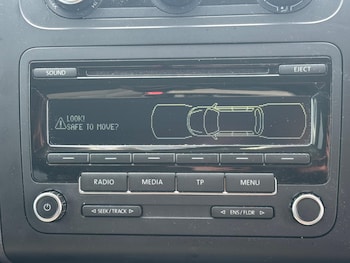 SOUND
EJECT
LOOK!
SAFE TO MOVE?
RADIO
MEDIA
TP
MENU
◁ SEEK/TRACK ▷
◁ ENS/FLDR ▷